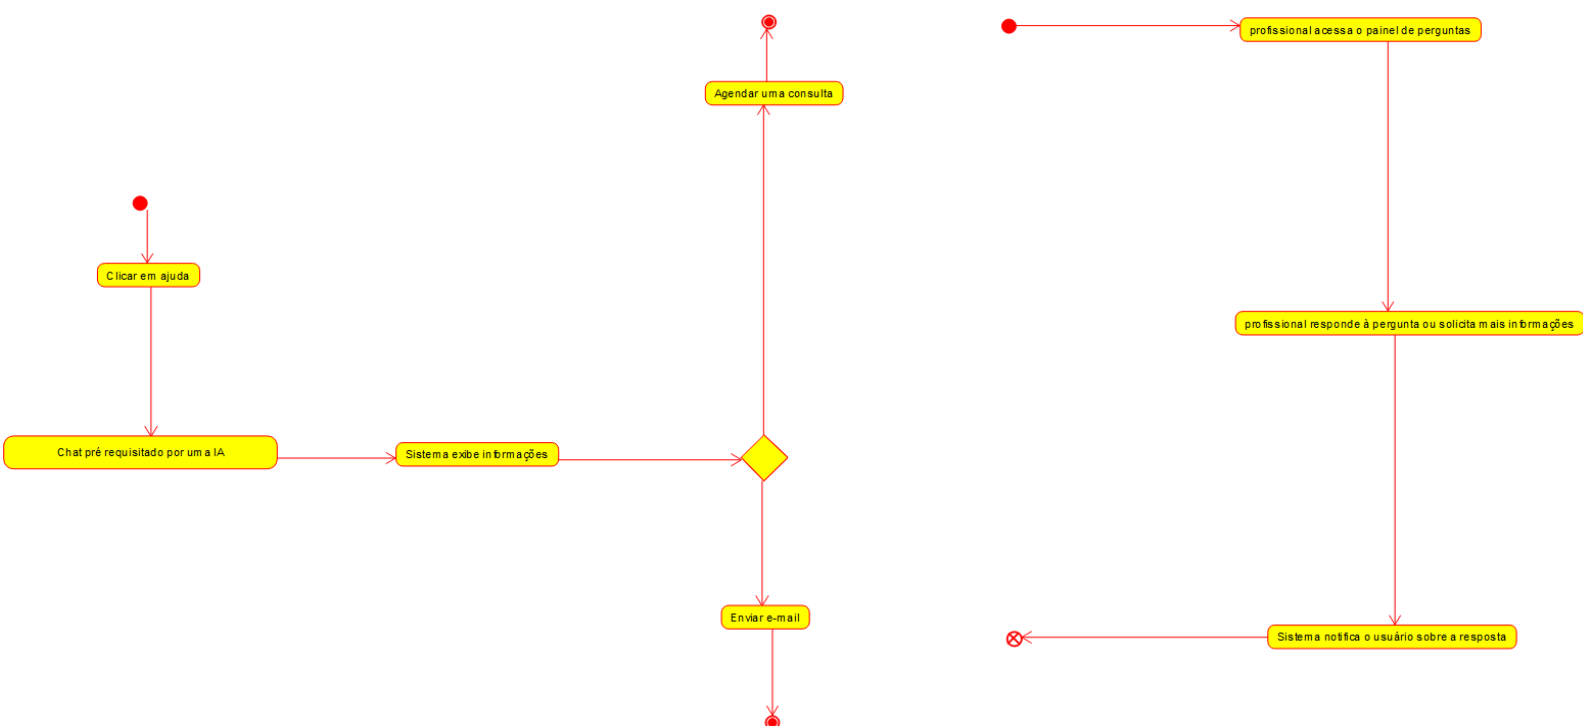 Clicar em ajuda
Chat pré requisitado por uma IA
Sistema exibe informações
Agendar uma consulta
Enviar e-mail
profissional acessa o painel de perguntas
profissional responde à pergunta ou solicita mais informações
Sistema notifica o usuário sobre a resposta